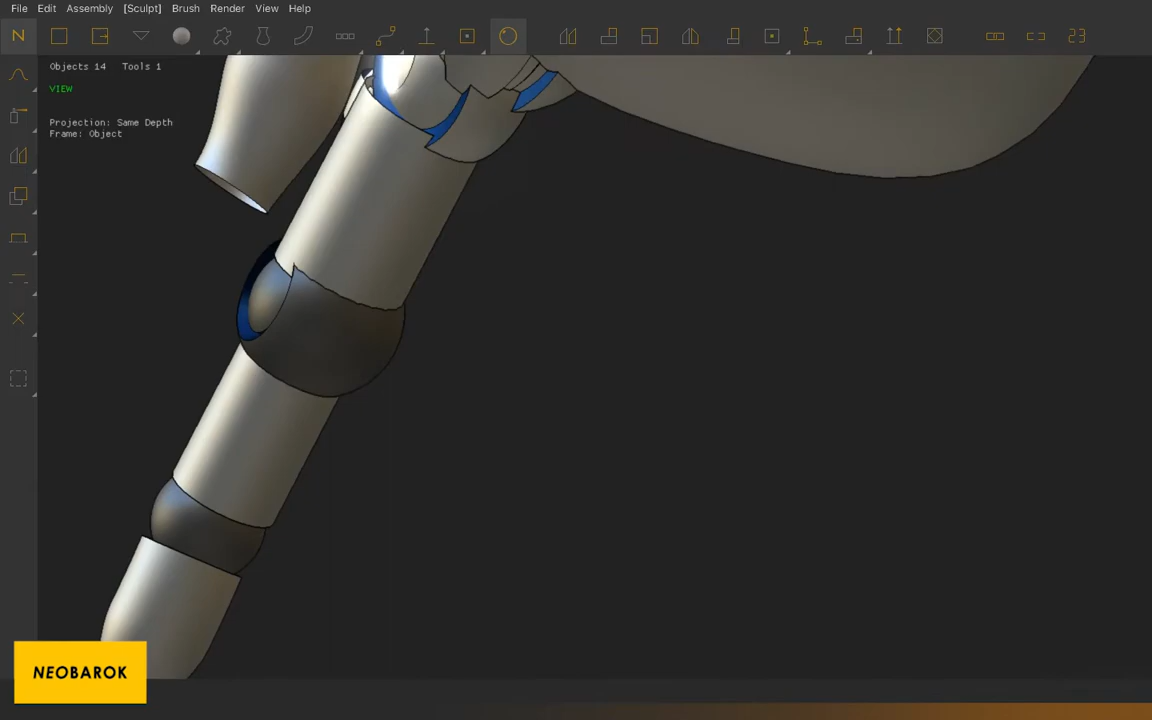 File Edit Assembly [Sculpt] Brush Render View Help
N
Objects 14 Tools 1
VIEW
Projection: Same Depth
Frame: Object
NEOBAROK